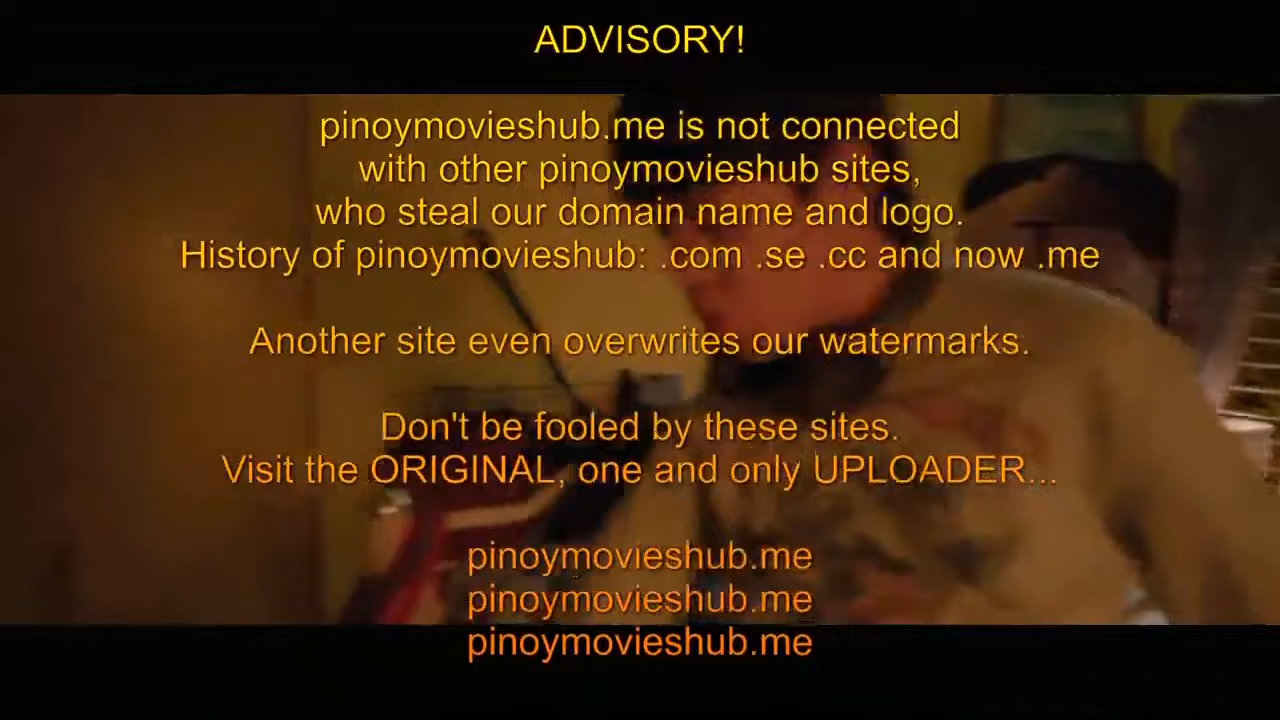 ADVISORY!
pinoymovieshub.me is not connected
with other pinoymovieshub sites,
who steal our domain name and logo.
History of pinoymovieshub: .com .se .cc and now .me
Another site even overwrites our watermarks.
Don't be fooled by these sites.
Visit the ORIGINAL, one and only UPLOADER...
pinoymovieshub.me
pinoymovieshub.me
pinoymovieshub.me